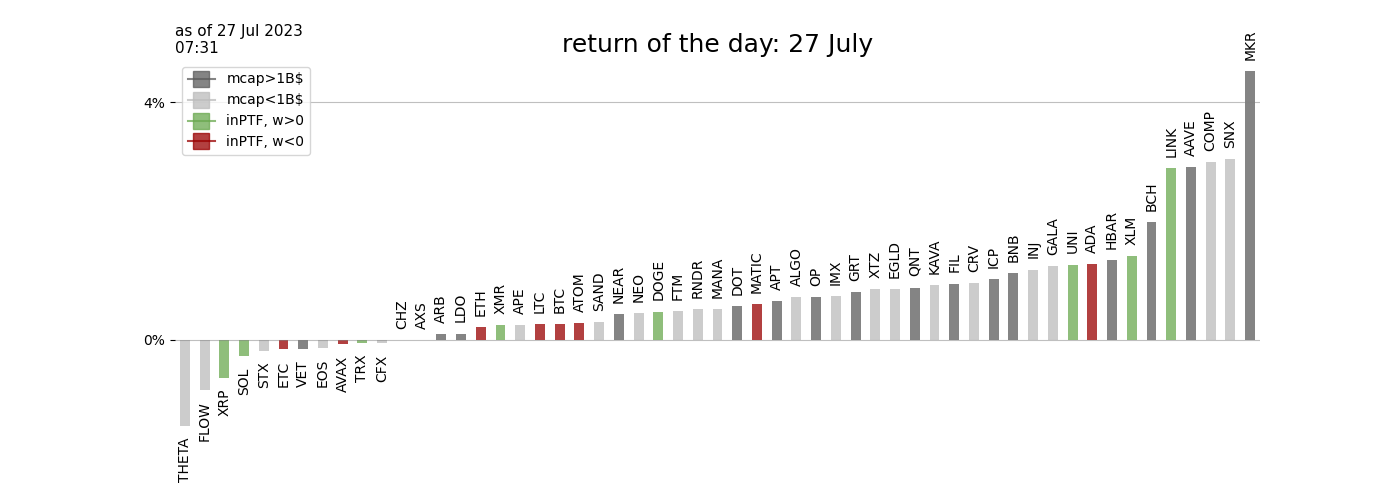 as of 27 Jul 2023
07:31
return of the day: 27 July
mcap>1B$
mcap<1B$
inPTF, w>0
inPTF, w<0
4%
0%
THETA
FLOW
XRP
SOL
STX
ETC
VET
EOS
AVAX
TRX
CFX
CHZ
AXS
ARB
LDO
ETH
XMR
APE
LTC
BTC
ATOM
SAND
NEAR
NEO
DOGE
FTM
RNDR
MANA
DOT
MATIC
APT
ALGO
OP
IMX
GRT
XTZ
EGLD
QNT
KAVA
FIL
CRV
ICP
BNB
INJ
GALA
UNI
ADA
HBAR
XLM
BCH
LINK
AAVE
COMP
SNX
MKR